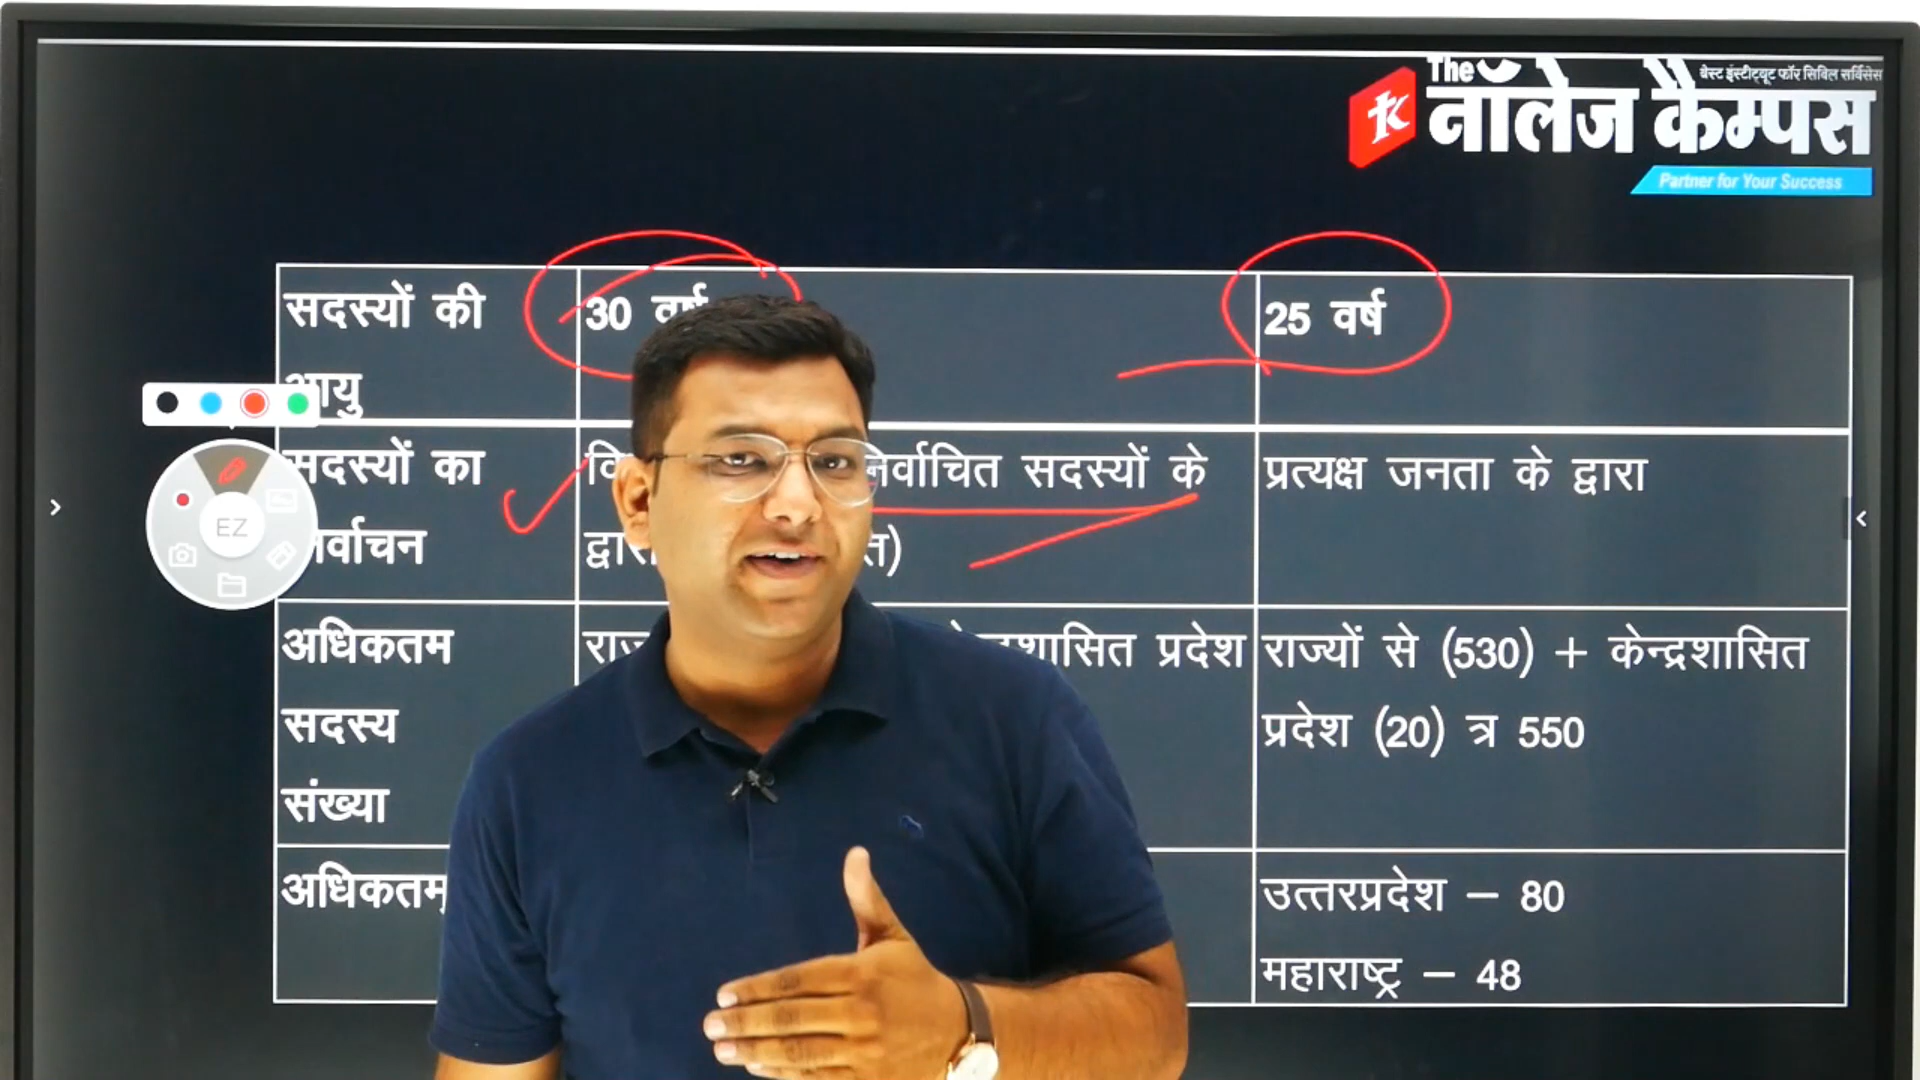 The
बेस्ट इंस्टीट्यूट फॉर सिविल सर्विसेस
नॉलेज कैम्पस
Partner for Your Success
सदस्यों की
आयु
30 वर्ष
25 वर्ष
सदस्यों का
निर्वाचन
निर्वाचित सदस्यों के
प्रत्यक्ष जनता के द्वारा
अधिकतम
सदस्य
संख्या
प्रदेश
राज्यों से (530) + केन्द्रशासित
प्रदेश (20) त्र 550
अधिकतम
उत्तरप्रदेश – 80
महाराष्ट्र – 48
EZ